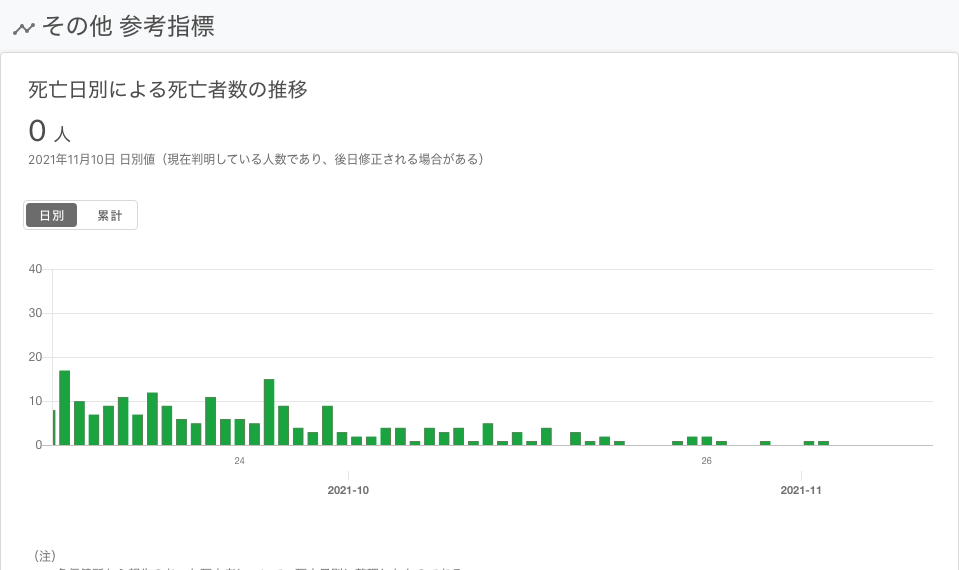 その他 参考指標
死亡日別による死亡者数の推移
0 人
2021年11月10日 日別値（現在判明している人数であり、後日修正される場合がある）
日別 累計
40
30
20
10
0
24 26
2021-10 2021-11
（注）